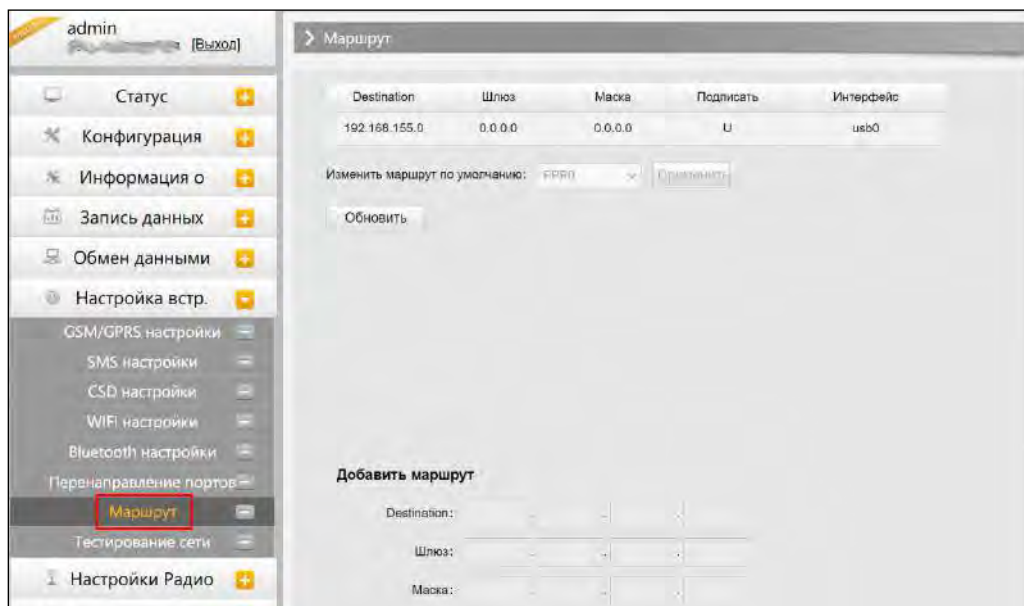 admin
[Выход]
Статус
Конфигурация
Информация о
Запись данных
Обмен данными
Настройка встр.
GSM/GPRS настройки
SMS настройки
CSD настройки
WIFI настройки
Bluetooth настройки
Перенаправление портов
Маршрут
Тестирование сети
Настройки Радио
Маршрут
Destination Шлюз Маска Подписать Интерфейс
192.168.155.0 0.0.0.0 0.0.0.0 U usb0
Изменить маршрут по умолчанию: Применить
Обновить
Добавить маршрут
Destination: . . .
Шлюз: . . .
Маска: . . .